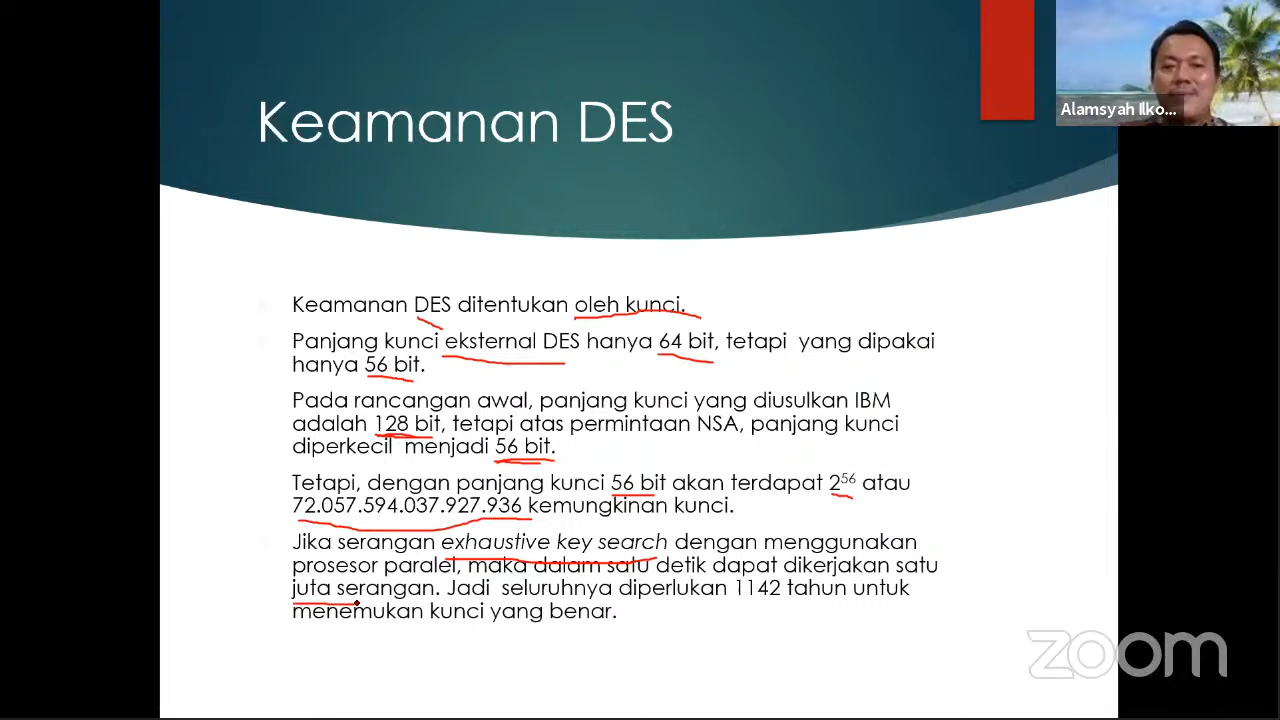 Keamanan DES
Alamsyah Ilko...
Keamanan DES ditentukan oleh kunci.
Panjang kunci eksternal DES hanya 64 bit, tetapi yang dipakai
hanya 56 bit.
Pada rancangan awal, panjang kunci yang diusulkan IBM
adalah 128 bit, tetapi atas permintaan NSA, panjang kunci
diperkecil menjadi 56 bit.
Tetapi, dengan panjang kunci 56 bit akan terdapat 2⁵⁶ atau
72.057.594.037.927.936 kemungkinan kunci.
Jika serangan exhaustive key search dengan menggunakan
prosesor paralel, maka dalam satu detik dapat dikerjakan satu
juta serangan. Jadi seluruhnya diperlukan 1142 tahun untuk
menemukan kunci yang benar.
zoom